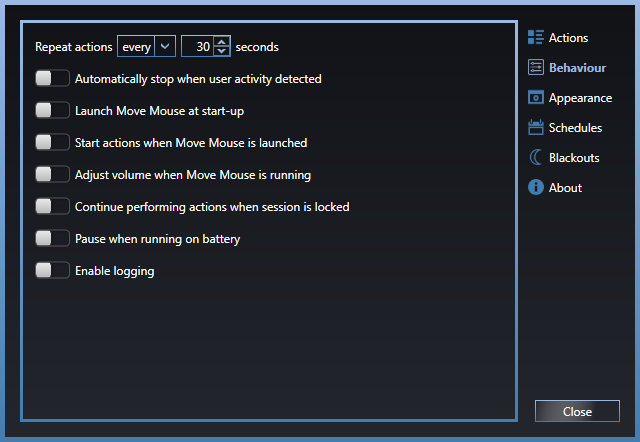 Repeat actions every 30 seconds
Automatically stop when user activity detected
Launch Move Mouse at start-up
Start actions when Move Mouse is launched
Adjust volume when Move Mouse is running
Continue performing actions when session is locked
Pause when running on battery
Enable logging
Actions
Behaviour
Appearance
Schedules
Blackouts
About
Close